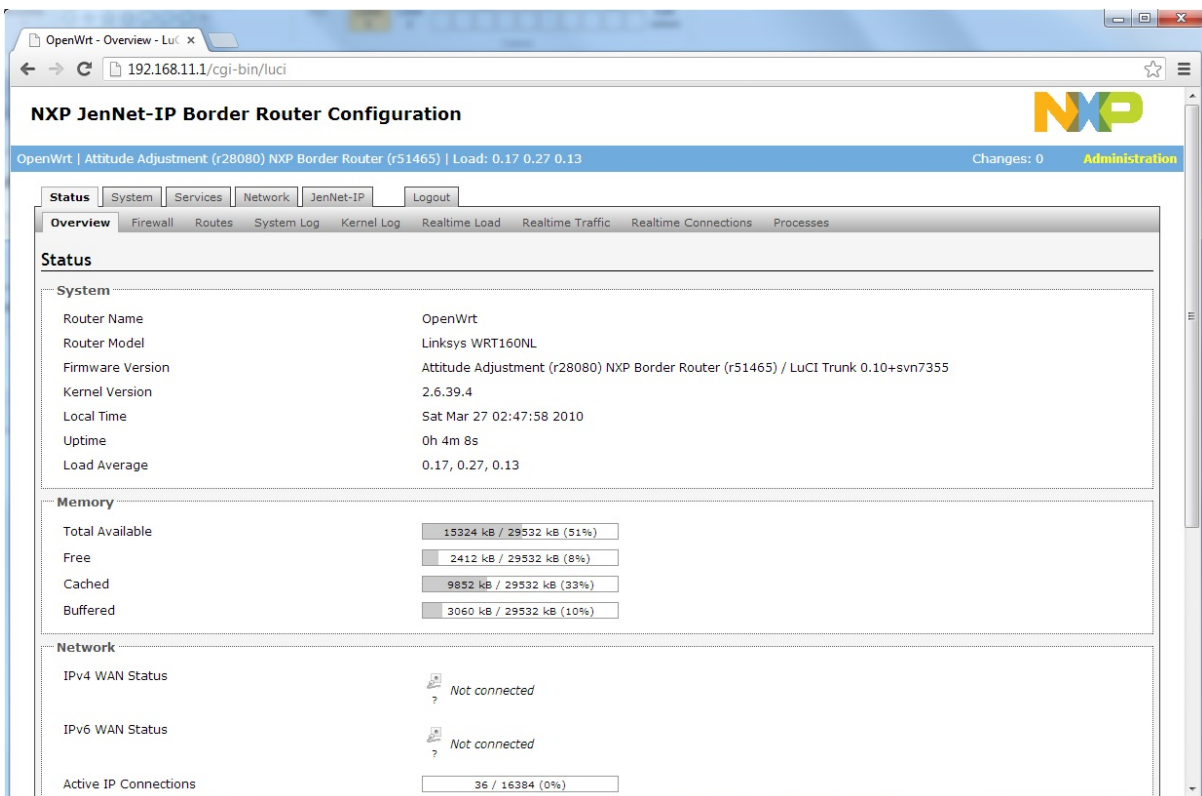 OpenWrt - Overview - LuC
192.168.11.1/cgi-bin/luci
NXP JenNet-IP Border Router Configuration
NXP
OpenWrt | Attitude Adjustment (r28080) NXP Border Router (r51465) | Load: 0.17 0.27 0.13 Changes: 0 Administration
Status System Services Network JenNet-IP Logout
Overview Firewall Routes System Log Kernel Log Realtime Load Realtime Traffic Realtime Connections Processes
Status
System
Router Name OpenWrt
Router Model Linksys WRT160NL
Firmware Version Attitude Adjustment (r28080) NXP Border Router (r51465) / LuCI Trunk 0.10+svn7355
Kernel Version 2.6.39.4
Local Time Sat Mar 27 02:47:58 2010
Uptime 0h 4m 8s
Load Average 0.17, 0.27, 0.13
Memory
Total Available 15324 kB / 29532 kB (51%)
Free 2412 kB / 29532 kB (8%)
Cached 9852 kB / 29532 kB (33%)
Buffered 3060 kB / 29532 kB (10%)
Network
IPv4 WAN Status ? Not connected
IPv6 WAN Status ? Not connected
Active IP Connections 36 / 16384 (0%)